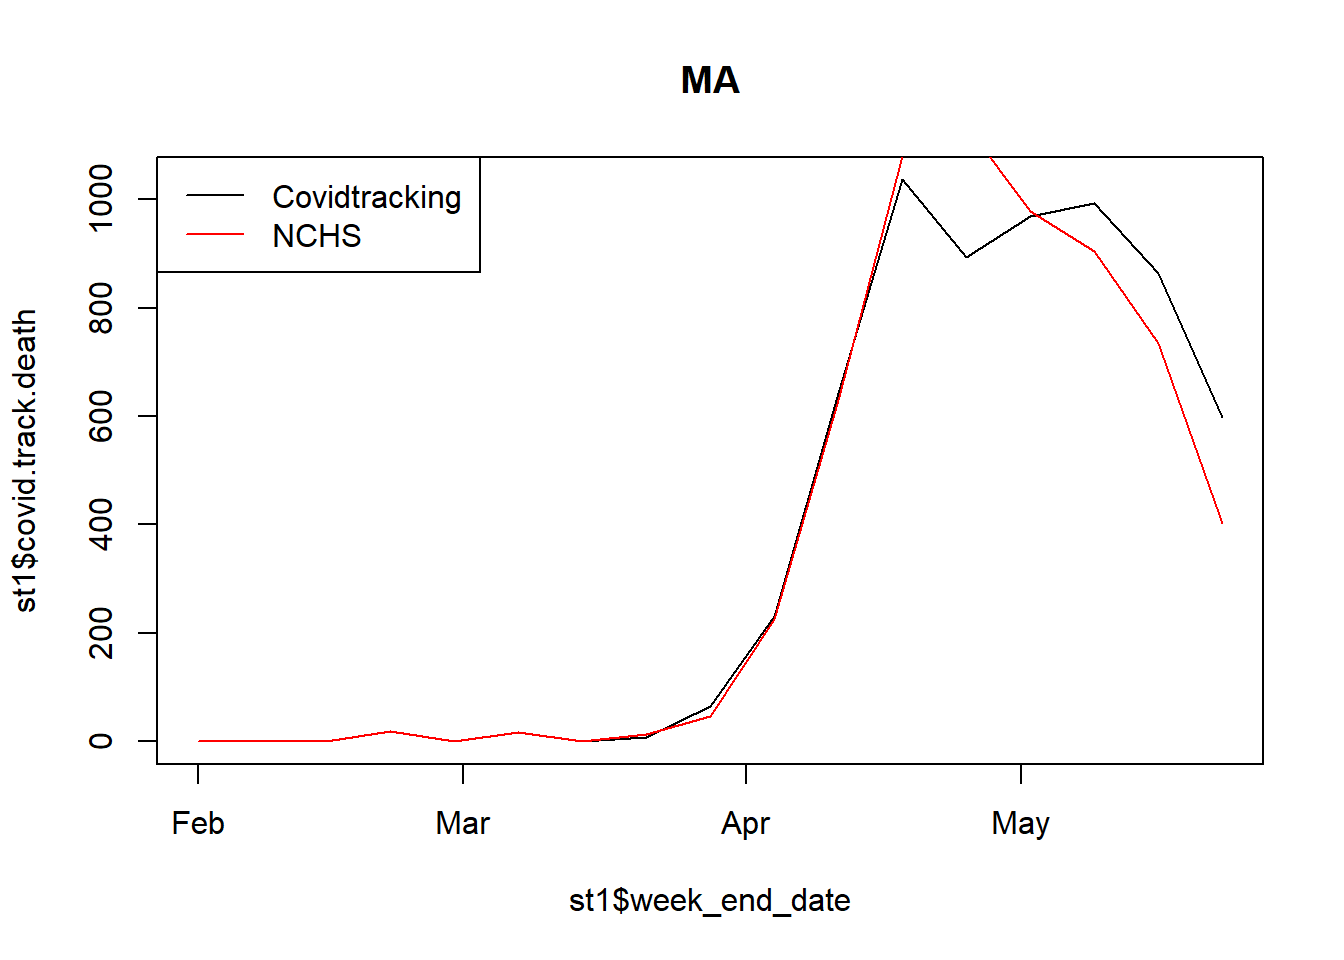 MA
Covidtracking
NCHS
st1$covid.track.death
1000
800
600
400
200
0
Feb Mar Apr May
st1$week_end_date